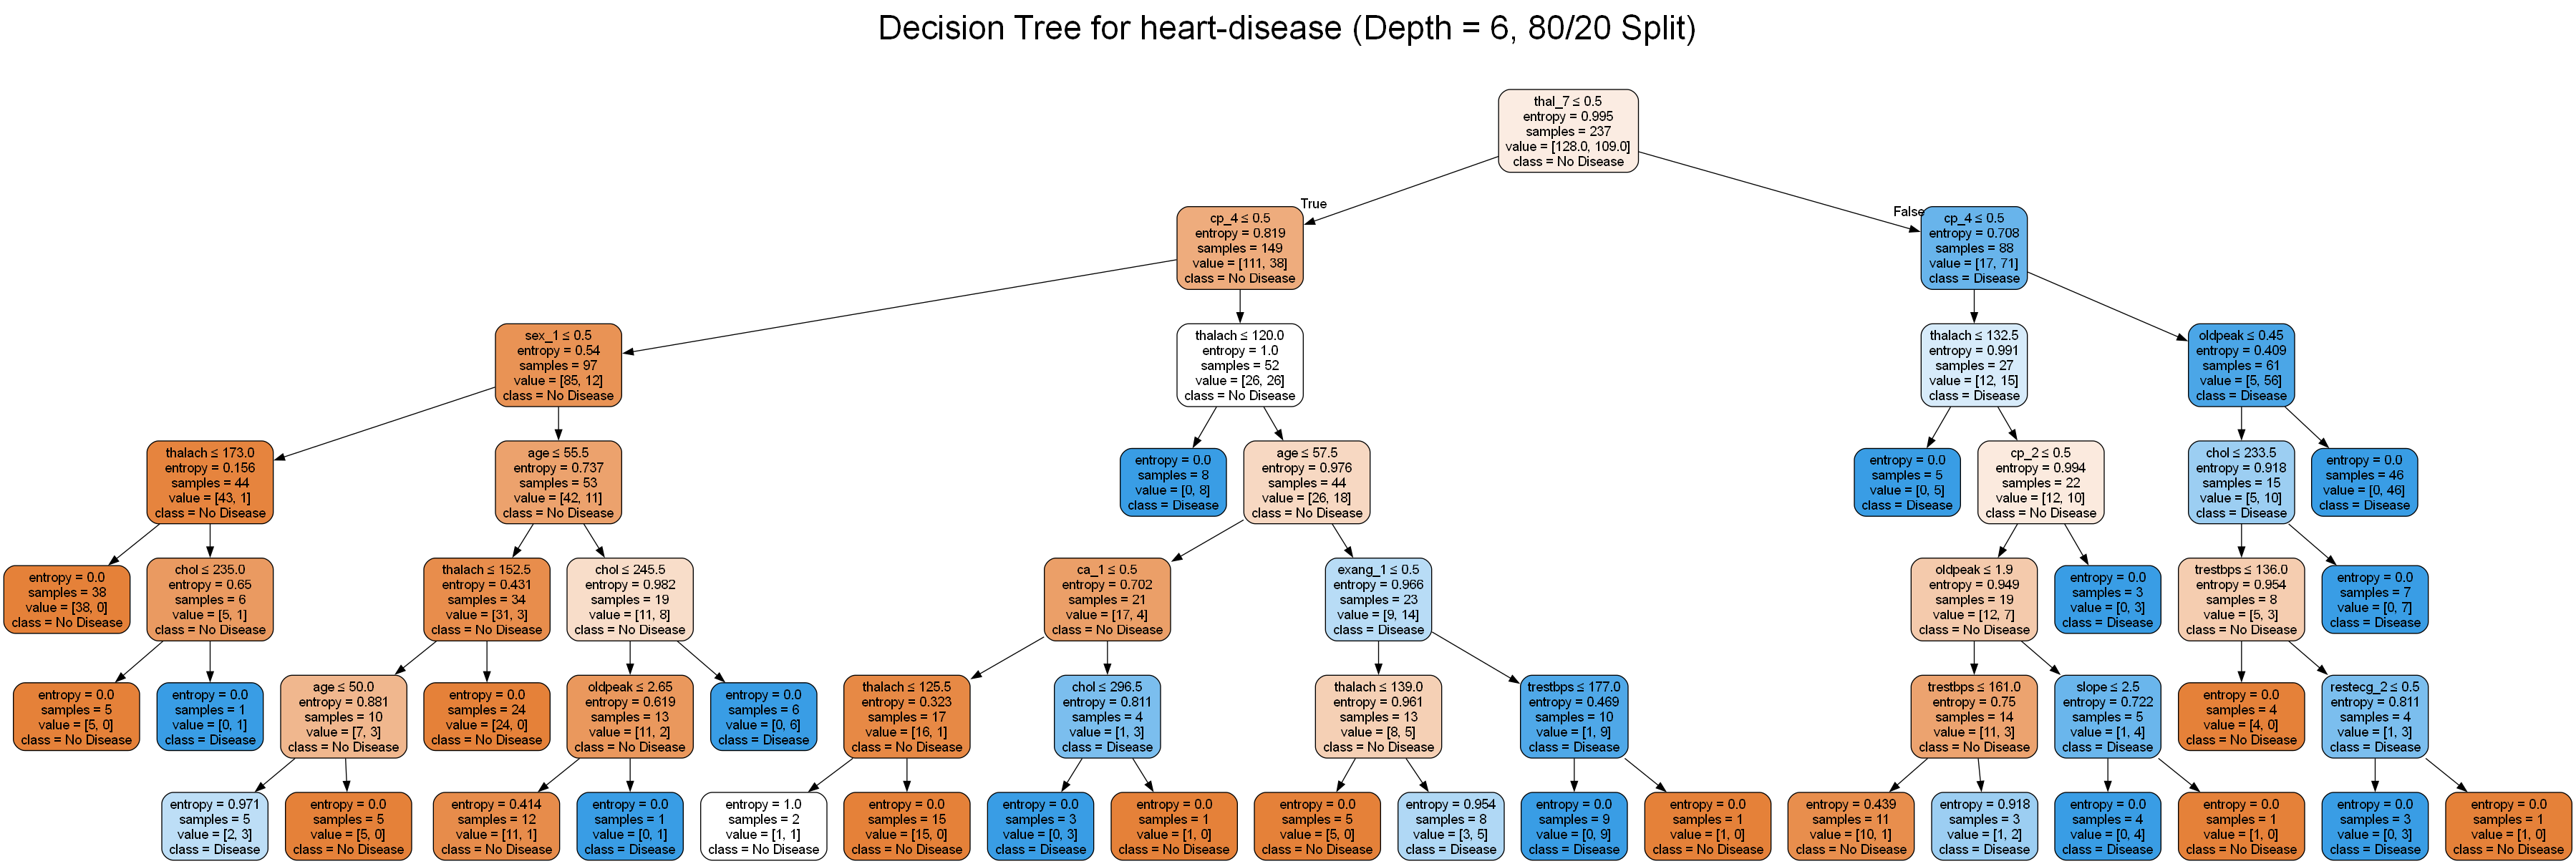 Decision Tree for heart-disease (Depth = 6, 80/20 Split)
thal_7 ≤ 0.5
entropy = 0.995
samples = 237
value = [128.0, 109.0]
class = No Disease
True
False
cp_4 ≤ 0.5
entropy = 0.819
samples = 149
value = [111, 38]
class = No Disease
cp_4 ≤ 0.5
entropy = 0.708
samples = 88
value = [17, 71]
class = Disease
sex_1 ≤ 0.5
entropy = 0.54
samples = 97
value = [85, 12]
class = No Disease
thalach ≤ 120.0
entropy = 1.0
samples = 52
value = [26, 26]
class = No Disease
thalach ≤ 132.5
entropy = 0.991
samples = 27
value = [12, 15]
class = Disease
oldpeak ≤ 0.45
entropy = 0.409
samples = 61
value = [5, 56]
class = Disease
thalach ≤ 173.0
entropy = 0.156
samples = 44
value = [43, 1]
class = No Disease
age ≤ 55.5
entropy = 0.737
samples = 53
value = [42, 11]
class = No Disease
entropy = 0.0
samples = 8
value = [0, 8]
class = Disease
age ≤ 57.5
entropy = 0.976
samples = 44
value = [26, 18]
class = No Disease
entropy = 0.0
samples = 5
value = [0, 5]
class = Disease
cp_2 ≤ 0.5
entropy = 0.994
samples = 22
value = [12, 10]
class = No Disease
chol ≤ 233.5
entropy = 0.918
samples = 15
value = [5, 10]
class = Disease
entropy = 0.0
samples = 46
value = [0, 46]
class = Disease
entropy = 0.0
samples = 38
value = [38, 0]
class = No Disease
chol ≤ 235.0
entropy = 0.65
samples = 6
value = [5, 1]
class = No Disease
thalach ≤ 152.5
entropy = 0.431
samples = 34
value = [31, 3]
class = No Disease
chol ≤ 245.5
entropy = 0.982
samples = 19
value = [11, 8]
class = No Disease
ca_1 ≤ 0.5
entropy = 0.702
samples = 21
value = [17, 4]
class = No Disease
exang_1 ≤ 0.5
entropy = 0.966
samples = 23
value = [9, 14]
class = Disease
oldpeak ≤ 1.9
entropy = 0.949
samples = 19
value = [12, 7]
class = No Disease
entropy = 0.0
samples = 3
value = [0, 3]
class = Disease
trestbps ≤ 136.0
entropy = 0.954
samples = 8
value = [5, 3]
class = No Disease
entropy = 0.0
samples = 7
value = [0, 7]
class = Disease
entropy = 0.0
samples = 5
value = [5, 0]
class = No Disease
entropy = 0.0
samples = 1
value = [0, 1]
class = Disease
age ≤ 50.0
entropy = 0.881
samples = 10
value = [7, 3]
class = No Disease
entropy = 0.0
samples = 24
value = [24, 0]
class = No Disease
oldpeak ≤ 2.65
entropy = 0.619
samples = 13
value = [11, 2]
class = No Disease
entropy = 0.0
samples = 6
value = [0, 6]
class = Disease
thalach ≤ 125.5
entropy = 0.323
samples = 17
value = [16, 1]
class = No Disease
chol ≤ 296.5
entropy = 0.811
samples = 4
value = [1, 3]
class = Disease
thalach ≤ 139.0
entropy = 0.961
samples = 13
value = [8, 5]
class = No Disease
trestbps ≤ 177.0
entropy = 0.469
samples = 10
value = [1, 9]
class = Disease
trestbps ≤ 161.0
entropy = 0.75
samples = 14
value = [11, 3]
class = No Disease
slope ≤ 2.5
entropy = 0.722
samples = 5
value = [1, 4]
class = Disease
entropy = 0.0
samples = 4
value = [4, 0]
class = No Disease
restecg_2 ≤ 0.5
entropy = 0.811
samples = 4
value = [1, 3]
class = Disease
entropy = 0.971
samples = 5
value = [2, 3]
class = Disease
entropy = 0.0
samples = 5
value = [5, 0]
class = No Disease
entropy = 0.414
samples = 12
value = [11, 1]
class = No Disease
entropy = 0.0
samples = 1
value = [0, 1]
class = Disease
entropy = 1.0
samples = 2
value = [1, 1]
class = No Disease
entropy = 0.0
samples = 15
value = [15, 0]
class = No Disease
entropy = 0.0
samples = 3
value = [0, 3]
class = Disease
entropy = 0.0
samples = 1
value = [1, 0]
class = No Disease
entropy = 0.0
samples = 5
value = [5, 0]
class = No Disease
entropy = 0.954
samples = 8
value = [3, 5]
class = Disease
entropy = 0.0
samples = 9
value = [0, 9]
class = Disease
entropy = 0.0
samples = 1
value = [1, 0]
class = No Disease
entropy = 0.439
samples = 11
value = [10, 1]
class = No Disease
entropy = 0.918
samples = 3
value = [1, 2]
class = Disease
entropy = 0.0
samples = 4
value = [0, 4]
class = Disease
entropy = 0.0
samples = 1
value = [1, 0]
class = No Disease
entropy = 0.0
samples = 3
value = [0, 3]
class = Disease
entropy = 0.0
samples = 1
value = [1, 0]
class = No Disease